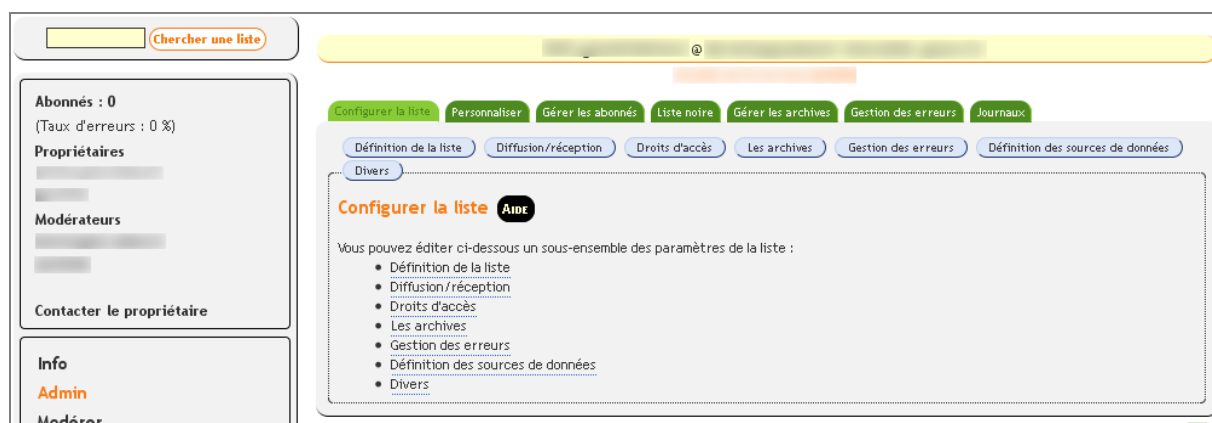 Chercher une liste
Abonnés : 0
(Taux d'erreurs : 0 %)
Propriétaires
Modérateurs
Contacter le propriétaire
Info
Admin
Modérer
@
Configurer la liste Personnaliser Gérer les abonnés Liste noire Gérer les archives Gestion des erreurs Journaux
Définition de la liste Diffusion/réception Droits d'accès Les archives Gestion des erreurs Définition des sources de données
Divers
Configurer la liste AIDE
Vous pouvez éditer ci-dessous un sous-ensemble des paramètres de la liste :
Définition de la liste
Diffusion/réception
Droits d'accès
Les archives
Gestion des erreurs
Définition des sources de données
Divers